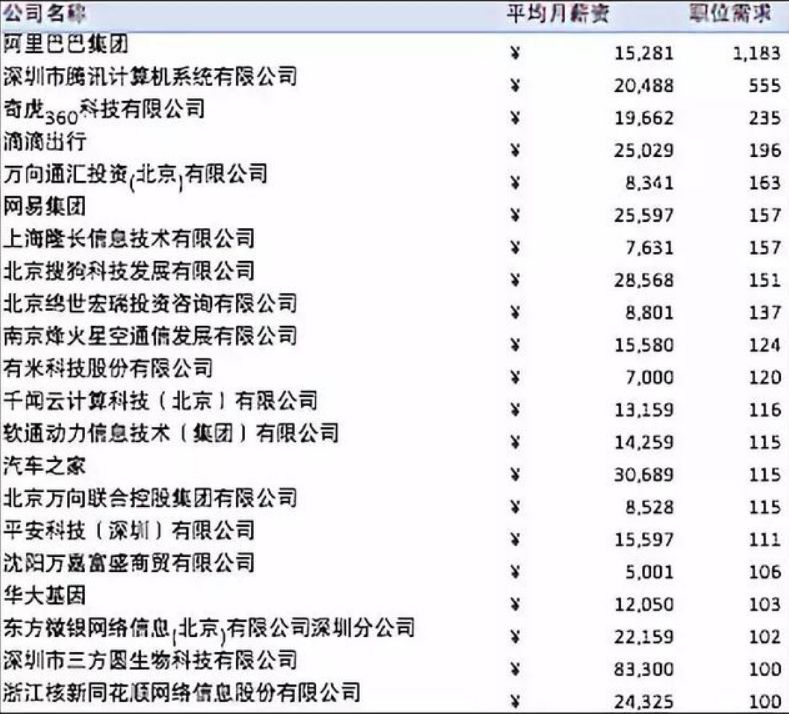 公司名称 平均月薪资 职位需求
阿里巴巴集团 ¥ 15,281 1,183
深圳市腾讯计算机系统有限公司 ¥ 20,488 555
奇虎360科技有限公司 ¥ 19,662 235
滴滴出行 ¥ 25,029 196
万向通汇投资(北京)有限公司 ¥ 8,341 163
网易集团 ¥ 25,597 157
上海隆长信息技术有限公司 ¥ 7,631 157
北京搜狗科技发展有限公司 ¥ 28,568 151
北京绵世宏瑞投资咨询有限公司 ¥ 8,801 137
南京烽火星空通信发展有限公司 ¥ 15,580 124
有米科技股份有限公司 ¥ 7,000 120
千闻云计算科技(北京)有限公司 ¥ 13,159 116
软通动力信息技术(集团)有限公司 ¥ 14,259 115
汽车之家 ¥ 30,689 115
北京万向联合控股集团有限公司 ¥ 8,528 115
平安科技(深圳)有限公司 ¥ 15,597 111
沈阳万嘉富盛商贸有限公司 ¥ 5,001 106
华大基因 ¥ 12,050 103
东方微银网络信息(北京)有限公司深圳分公司 ¥ 22,159 102
深圳市三方圆生物科技有限公司 ¥ 83,300 100
浙江核新同花顺网络信息股份有限公司 ¥ 24,325 100